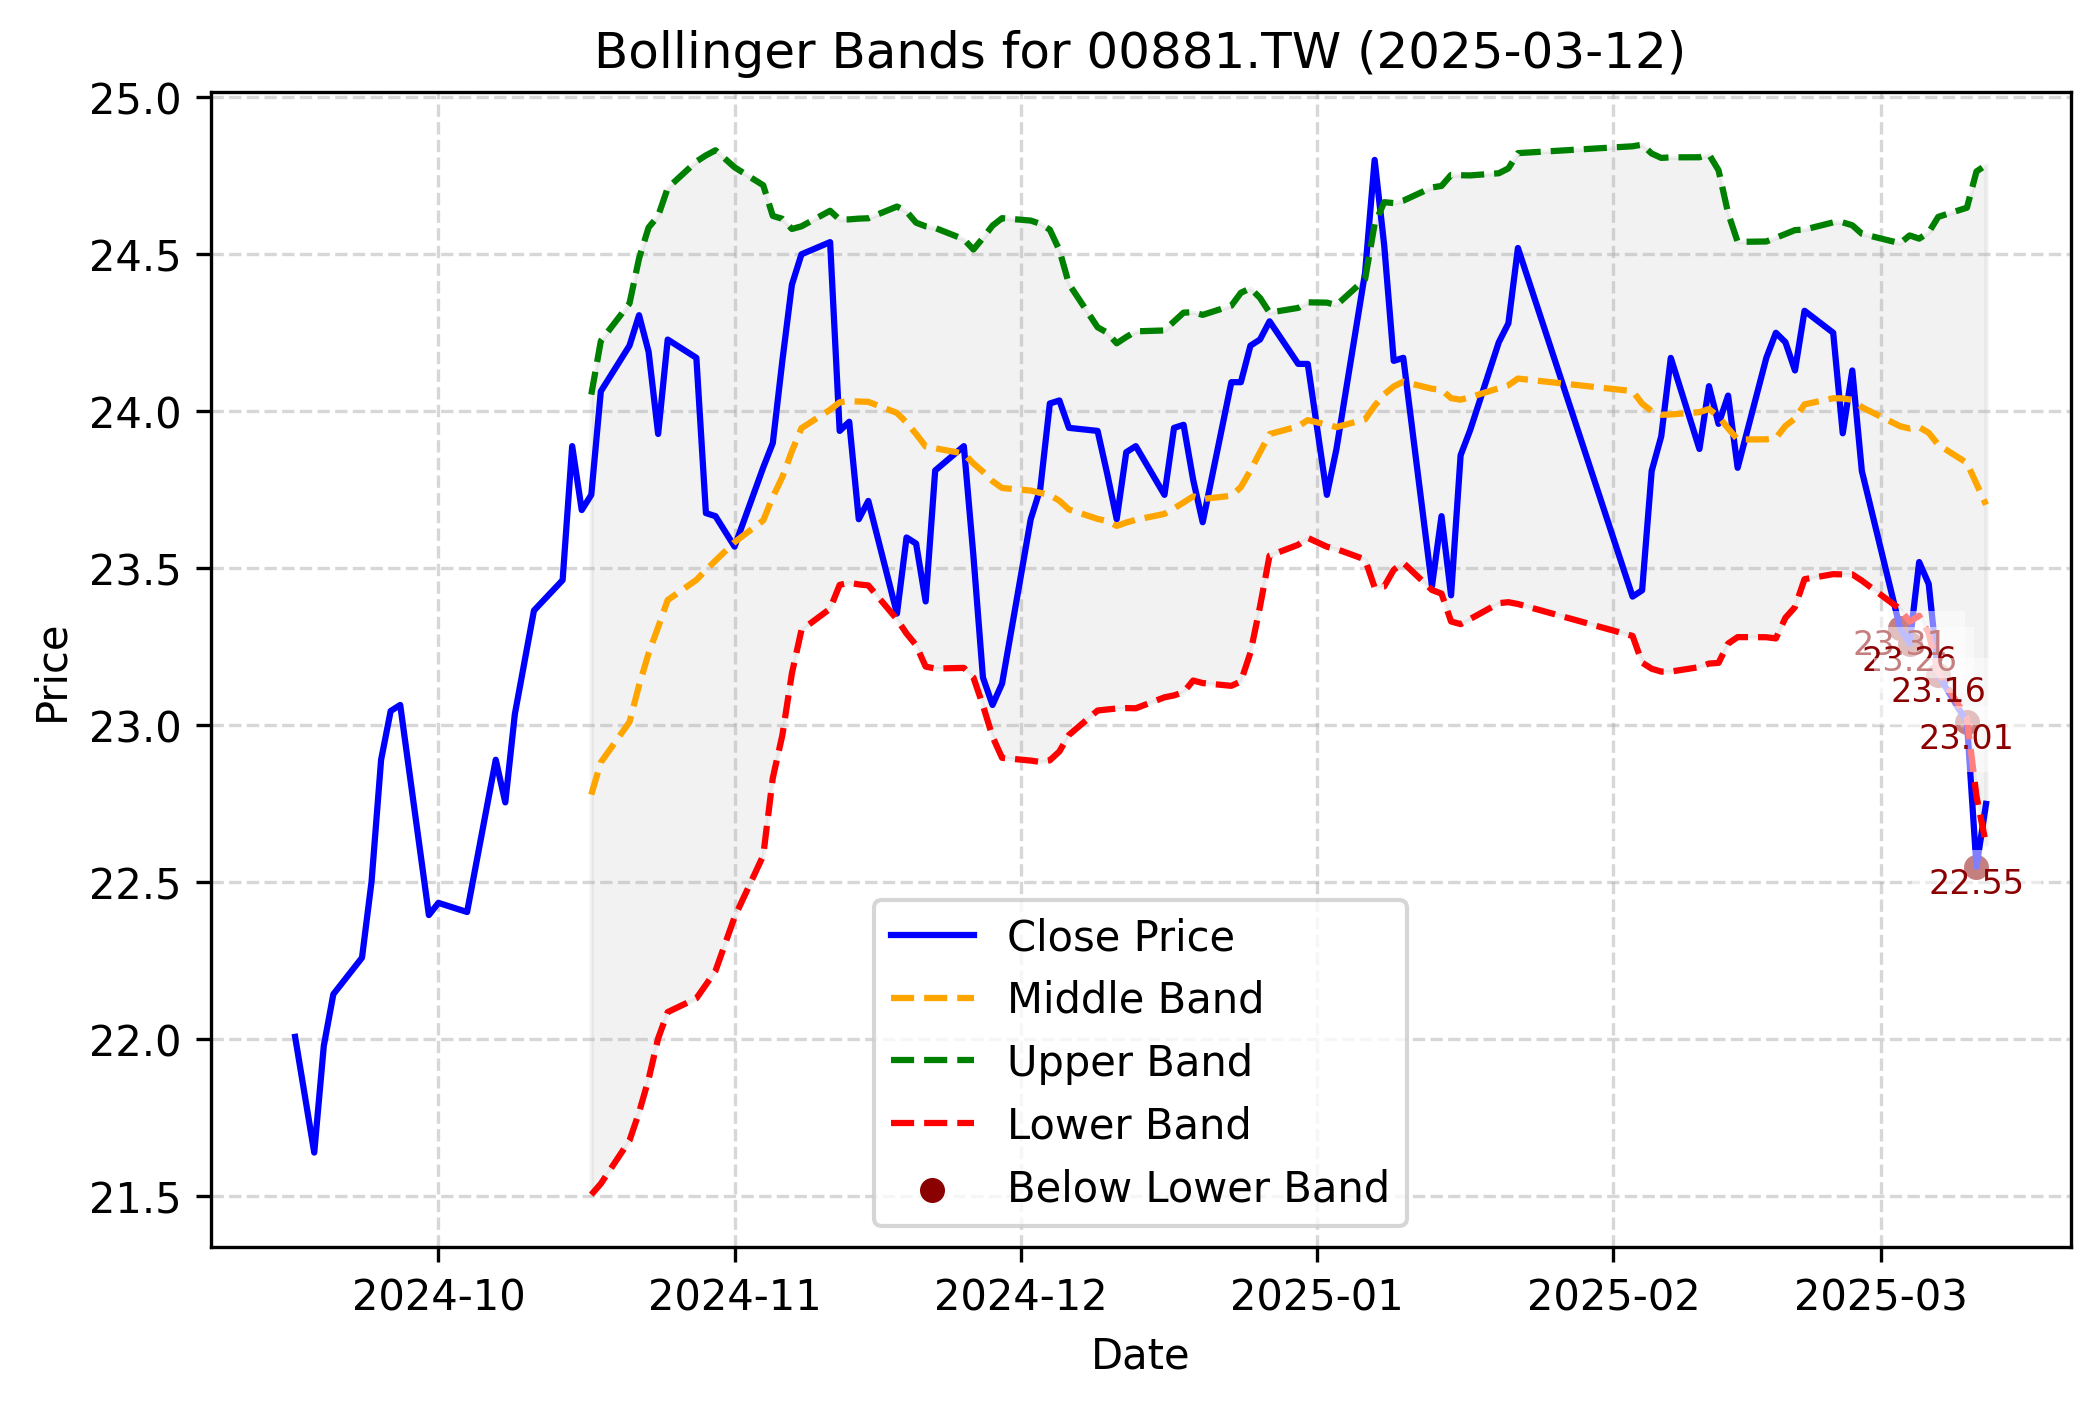 Bollinger Bands for 00881.TW (2025-03-12)
Price
25.0
24.5
24.0
23.5
23.0
22.5
22.0
21.5
23.31
23.26
23.16
23.01
22.55
Close Price
Middle Band
Upper Band
Lower Band
Below Lower Band
2024-10 2024-11 2024-12 2025-01 2025-02 2025-03
Date